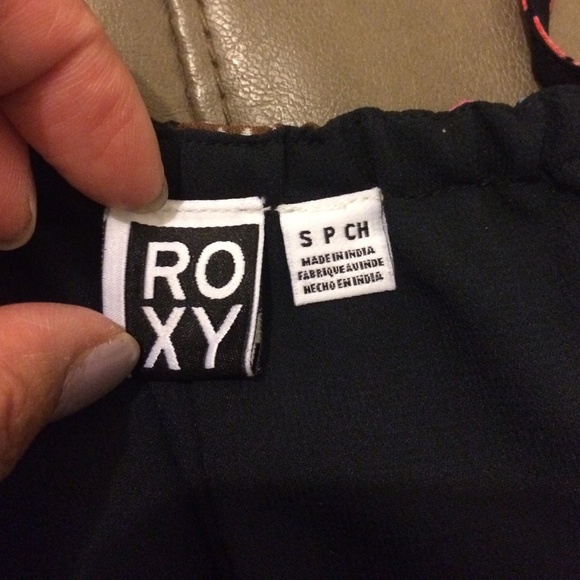 RO
XY
S P CH
MADE IN INDIA
FABRIQUE AU INDE
HECHO EN INDIA